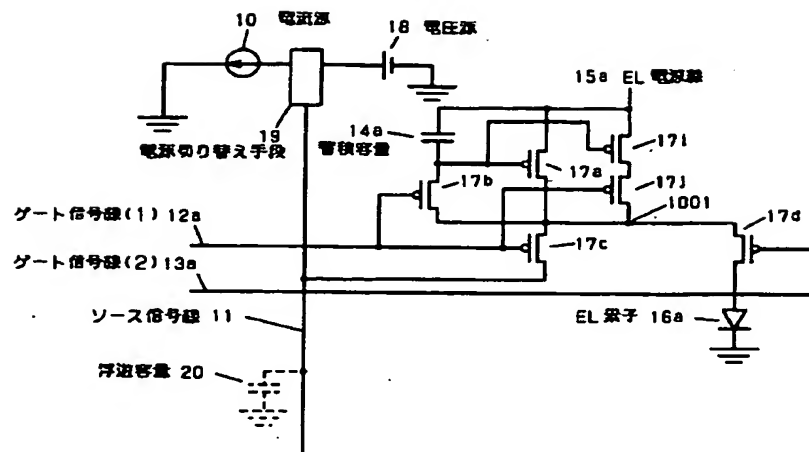 10 電流源
18 電圧源
15a EL 電源線
19
電源切り替え手段
14a
蓄積容量
17i
17a
17b
17j
1001
17d
ゲート信号線(1) 12a
17c
ゲート信号線(2) 13a
ソース信号線 11
EL 素子 16a
浮遊容量 20